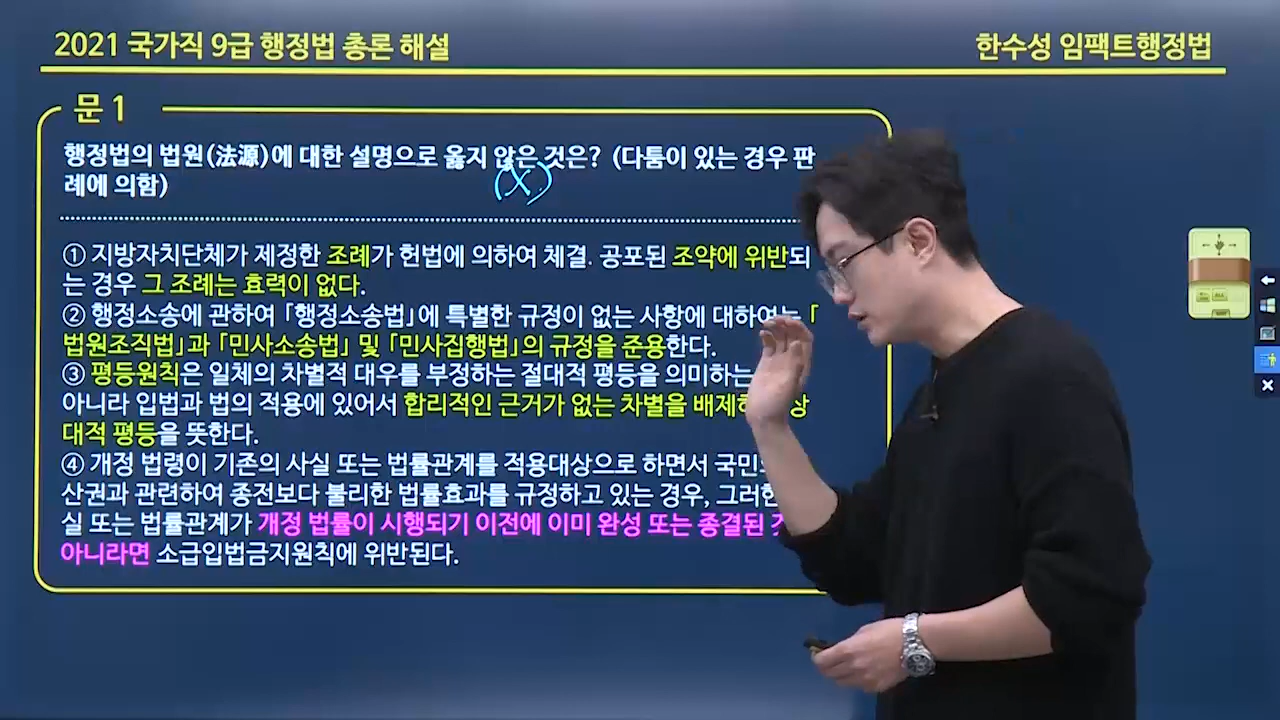 2021 국가직 9급 행정법 총론 해설
한수성 임팩트행정법
문 1
행정법의 법원(法源)에 대한 설명으로 옳지 않은 것은? (다툼이 있는 경우 판
례에 의함)
(X)
① 지방자치단체가 제정한 조례가 헌법에 의하여 체결·공포된 조약에 위반되
는 경우 그 조례는 효력이 없다.
② 행정소송에 관하여 「행정소송법」에 특별한 규정이 없는 사항에 대하여는 「
법원조직법」과 「민사소송법」 및 「민사집행법」의 규정을 준용한다.
③ 평등원칙은 일체의 차별적 대우를 부정하는 절대적 평등을 의미하는
아니라 입법과 법의 적용에 있어서 합리적인 근거가 없는 차별을 배제하 상
대적 평등을 뜻한다.
④ 개정 법령이 기존의 사실 또는 법률관계를 적용대상으로 하면서 국민
산권과 관련하여 종전보다 불리한 법률효과를 규정하고 있는 경우, 그러한
실 또는 법률관계가 개정 법률이 시행되기 이전에 이미 완성 또는 종결된
아니라면 소급입법금지원칙에 위반된다.